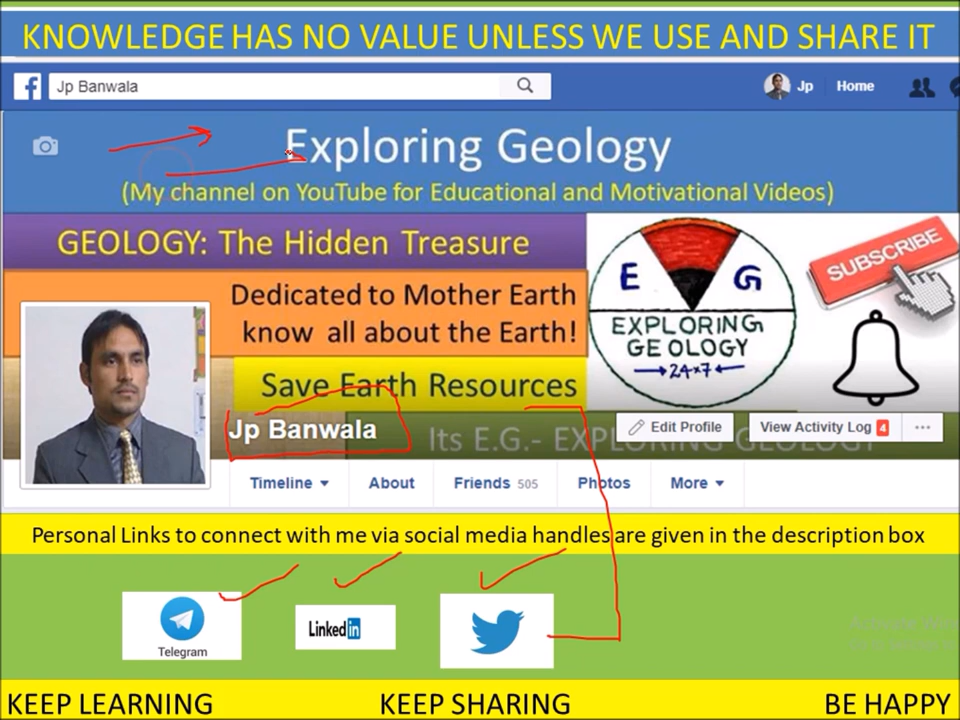 KNOWLEDGE HAS NO VALUE UNLESS WE USE AND SHARE IT
f Jp Banwala Jp Home
Exploring Geology
(My channel on YouTube for Educational and Motivational Videos)
GEOLOGY: The Hidden Treasure
SUBSCRIBE
E G
Dedicated to Mother Earth
know all about the Earth!
EXPLORING
GEOLOGY
24x7
Save Earth Resources
Jp Banwala
Its E.G.- EXPLORING GEOLOGY
Edit Profile
View Activity Log 4 ...
Timeline About Friends 505 Photos More
Personal Links to connect with me via social media handles are given in the description box
Telegram
Linked in
KEEP LEARNING KEEP SHARING BE HAPPY